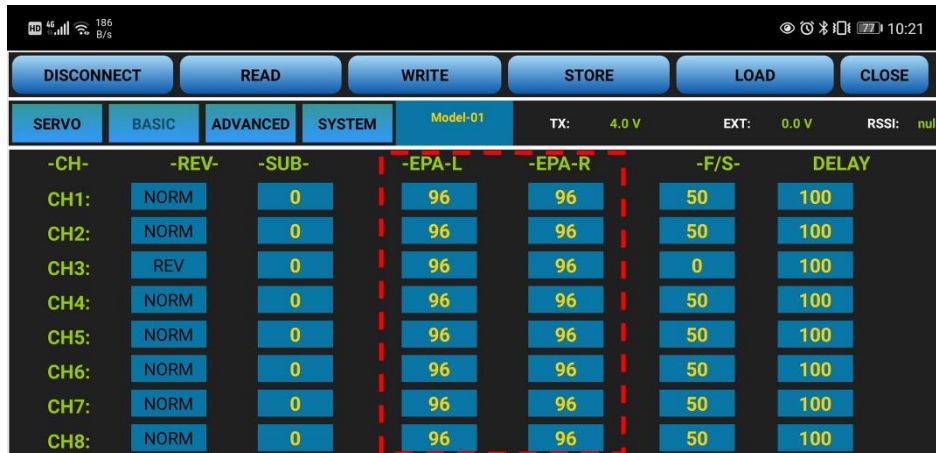 HD 4G 186 B/s 77 10:21
DISCONNECT READ WRITE STORE LOAD CLOSE
SERVO BASIC ADVANCED SYSTEM Model-01 TX: 4.0 V EXT: 0.0 V RSSI: nul
-CH- -REV- -SUB- -EPA-L -EPA-R -F/S- DELAY
CH1: NORM 0 96 96 50 100
CH2: NORM 0 96 96 50 100
CH3: REV 0 96 96 0 100
CH4: NORM 0 96 96 50 100
CH5: NORM 0 96 96 50 100
CH6: NORM 0 96 96 50 100
CH7: NORM 0 96 96 50 100
CH8: NORM 0 96 96 50 100